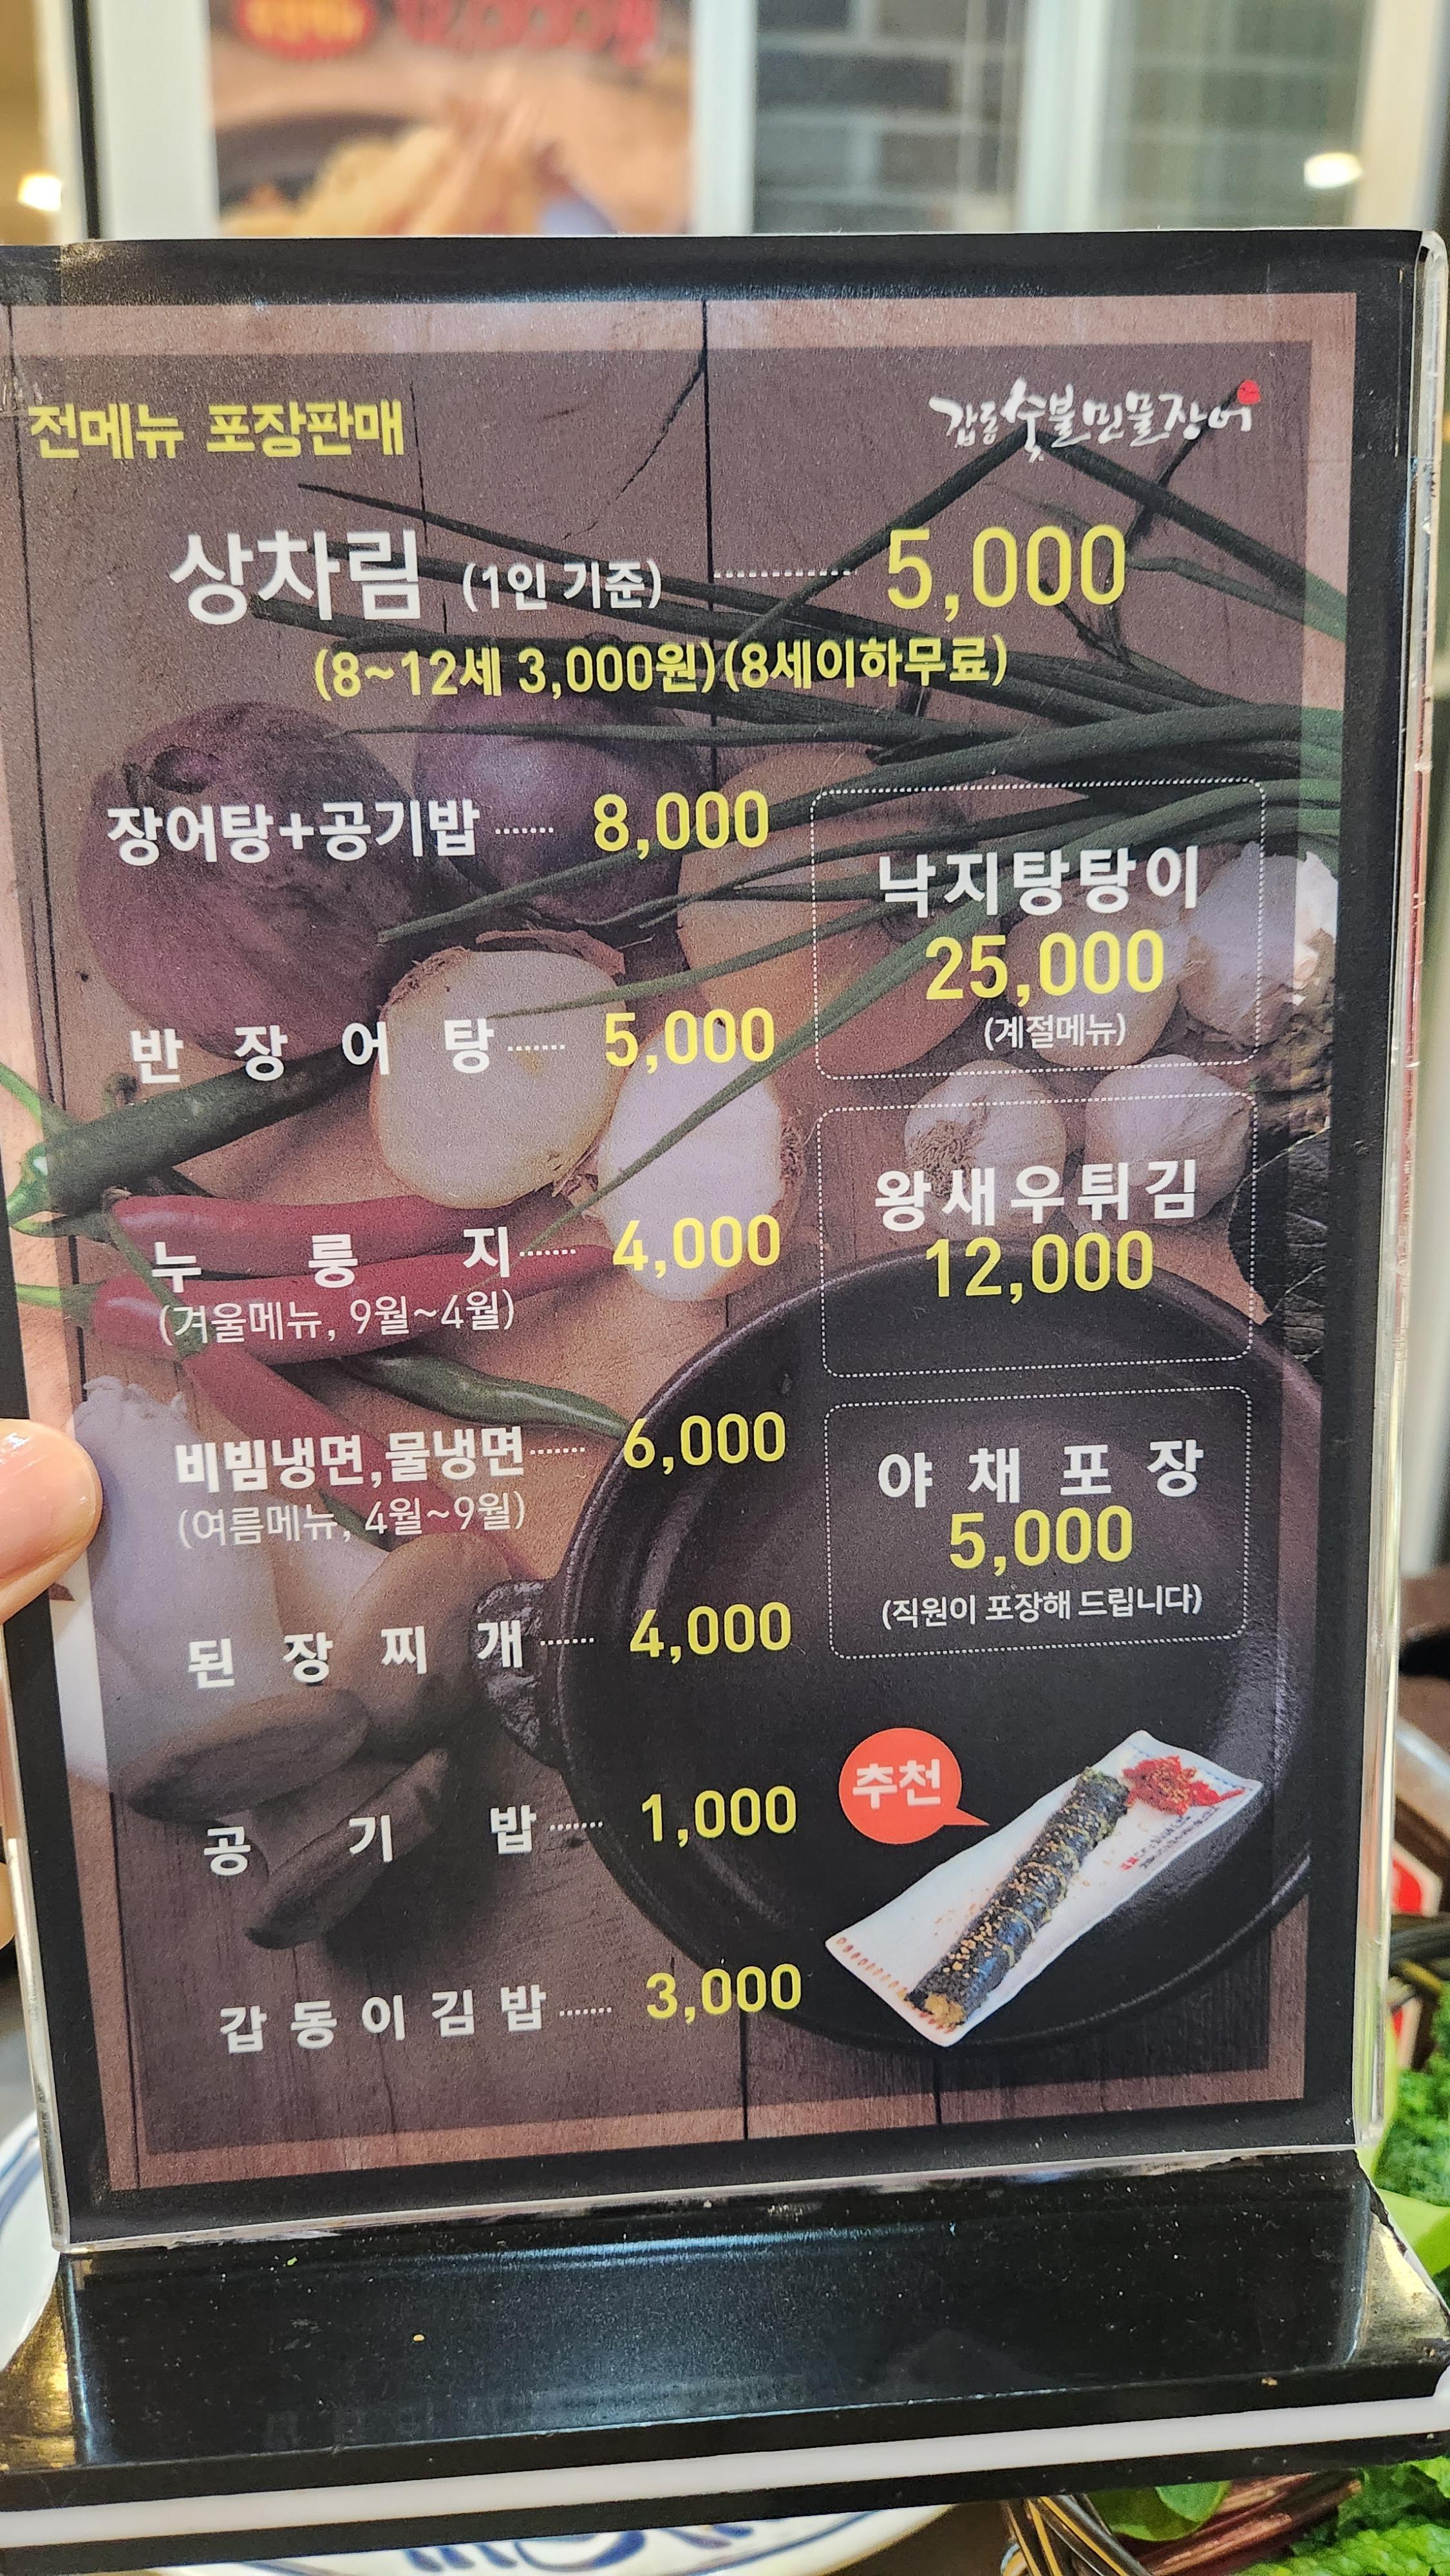 전메뉴 포장판매
갑동숯불민물장어
상차림 (1인 기준) 5,000
(8~12세 3,000원)(8세이하무료)
장어탕+공기밥 8,000
반장어탕 5,000
누룽지 4,000
(겨울메뉴, 9월~4월)
비빔냉면,물냉면 6,000
(여름메뉴, 4월~9월)
된장찌개 4,000
공기밥 1,000
갑동이김밥 3,000
낙지탕탕이
25,000
(계절메뉴)
왕새우튀김
12,000
야채포장
5,000
(직원이 포장해 드립니다)
추천